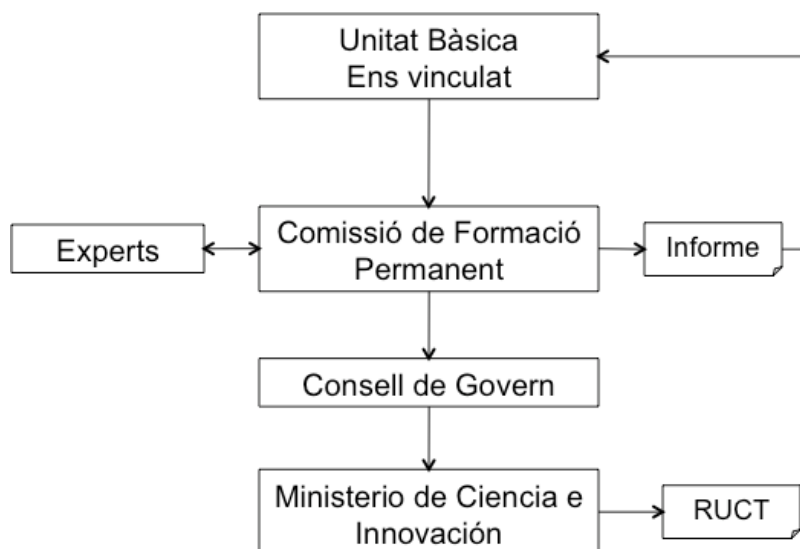 Unitat Bàsica
Ens vinculat
Experts
Comissió de Formació
Permanent
Informe
Consell de Govern
Ministerio de Ciencia e
Innovación
RUCT